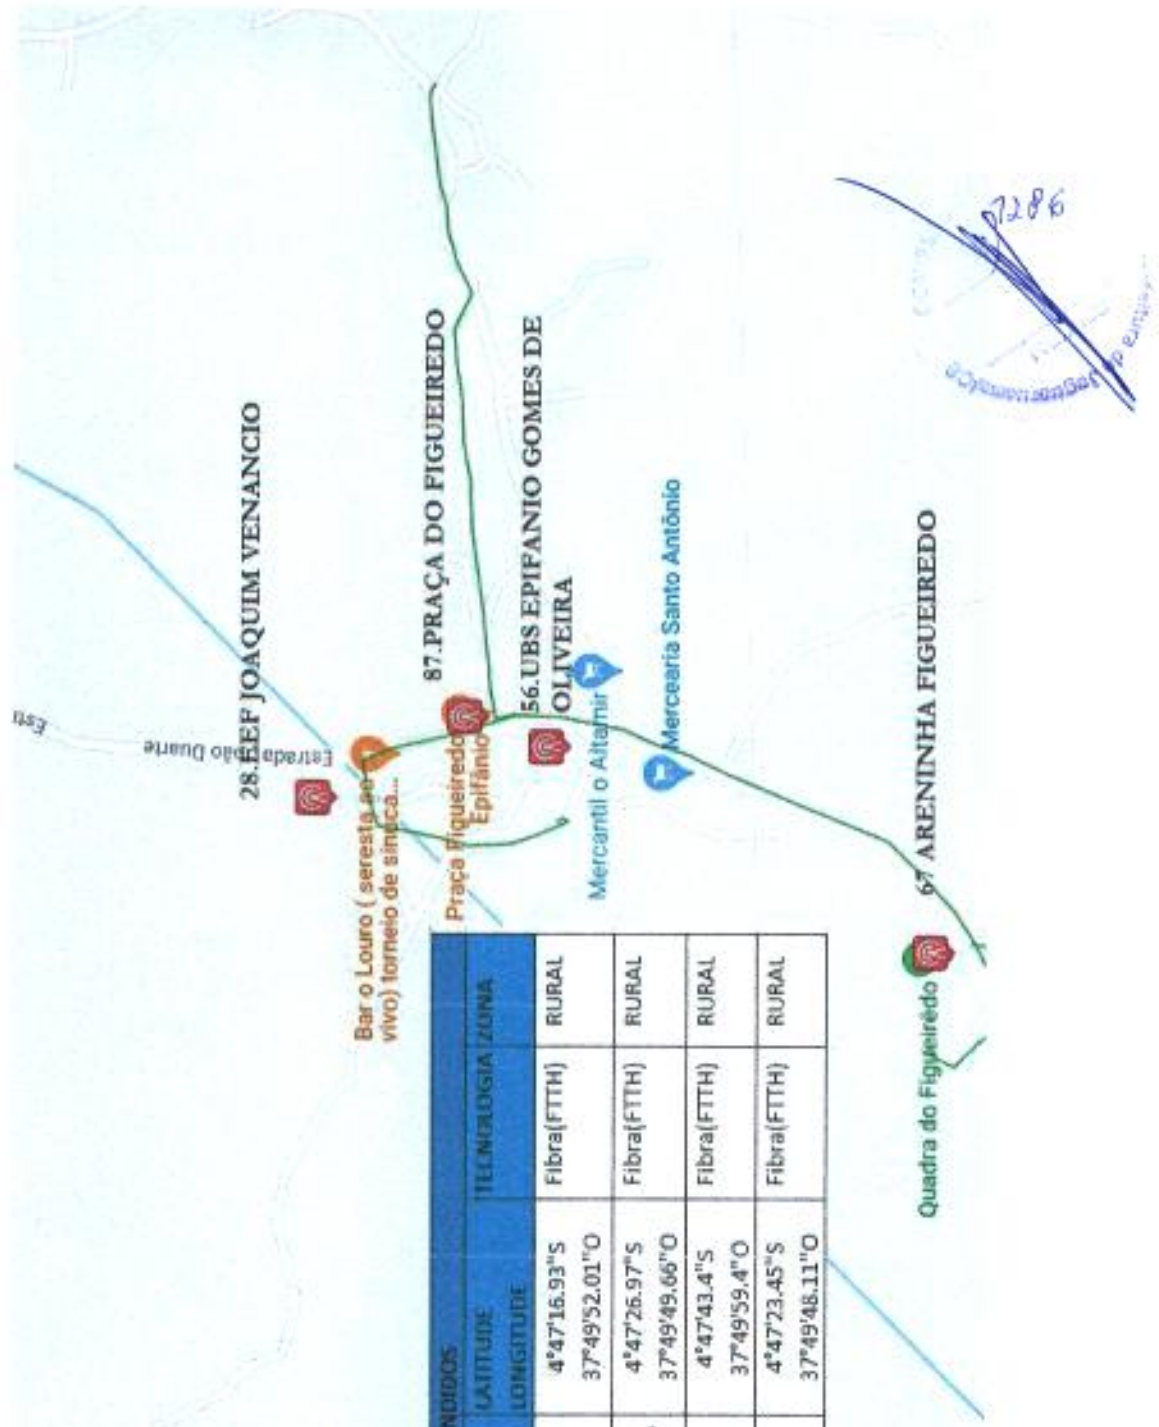 28.EEF JOAQUIM VENANCIO
Estrada João Duarte
Bar o Louro ( seresta ao
vivo) torneio de sinuca...
87.PRAÇA DO FIGUEIREDO
Praça Figueiredo
Epifânio
56.UBS EPIFANIO GOMES DE
OLIVEIRA
Mercantil o Altamir
Mercearia Santo Antônio
67 ARENINHA FIGUEIREDO
Quadra do Figueirêdo
NDIDOS
LATITUDE TECNOLOGIA ZONA
LONGITUDE
4°47'16.93"S Fibra(FTTH) RURAL
37°49'52.01"O
4°47'26.97"S Fibra(FTTH) RURAL
37°49'49.66"O
4°47'43.4"S Fibra(FTTH) RURAL
37°49'59.4"O
4°47'23.45"S Fibra(FTTH) RURAL
37°49'48.11"O
7286